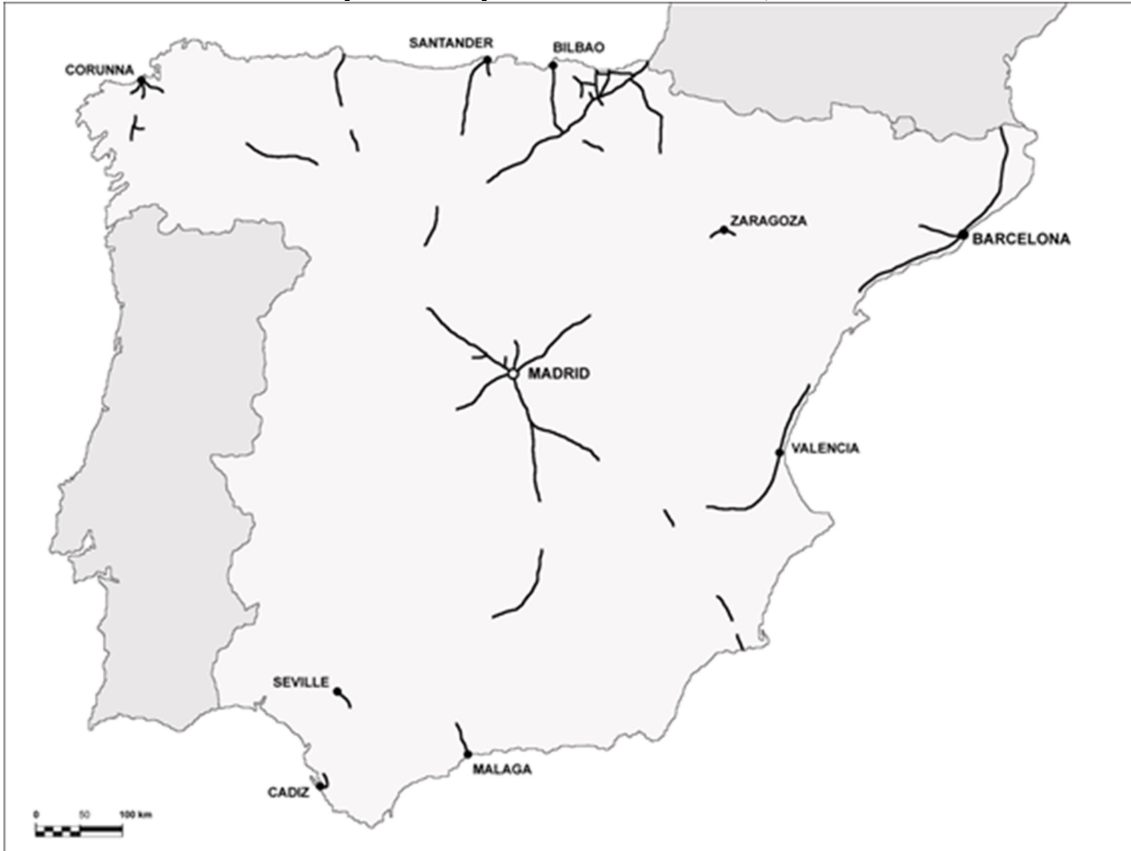 SANTANDER
BILBAO
CORUNNA
ZARAGOZA
BARCELONA
MADRID
VALENCIA
SEVILLE
MALAGA
CADIZ
0 50 100 km